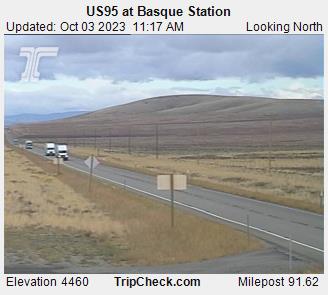 US95 at Basque Station
Updated: Oct 03 2023 11:17 AM Looking North
Elevation 4460 TripCheck.com Milepost 91.62